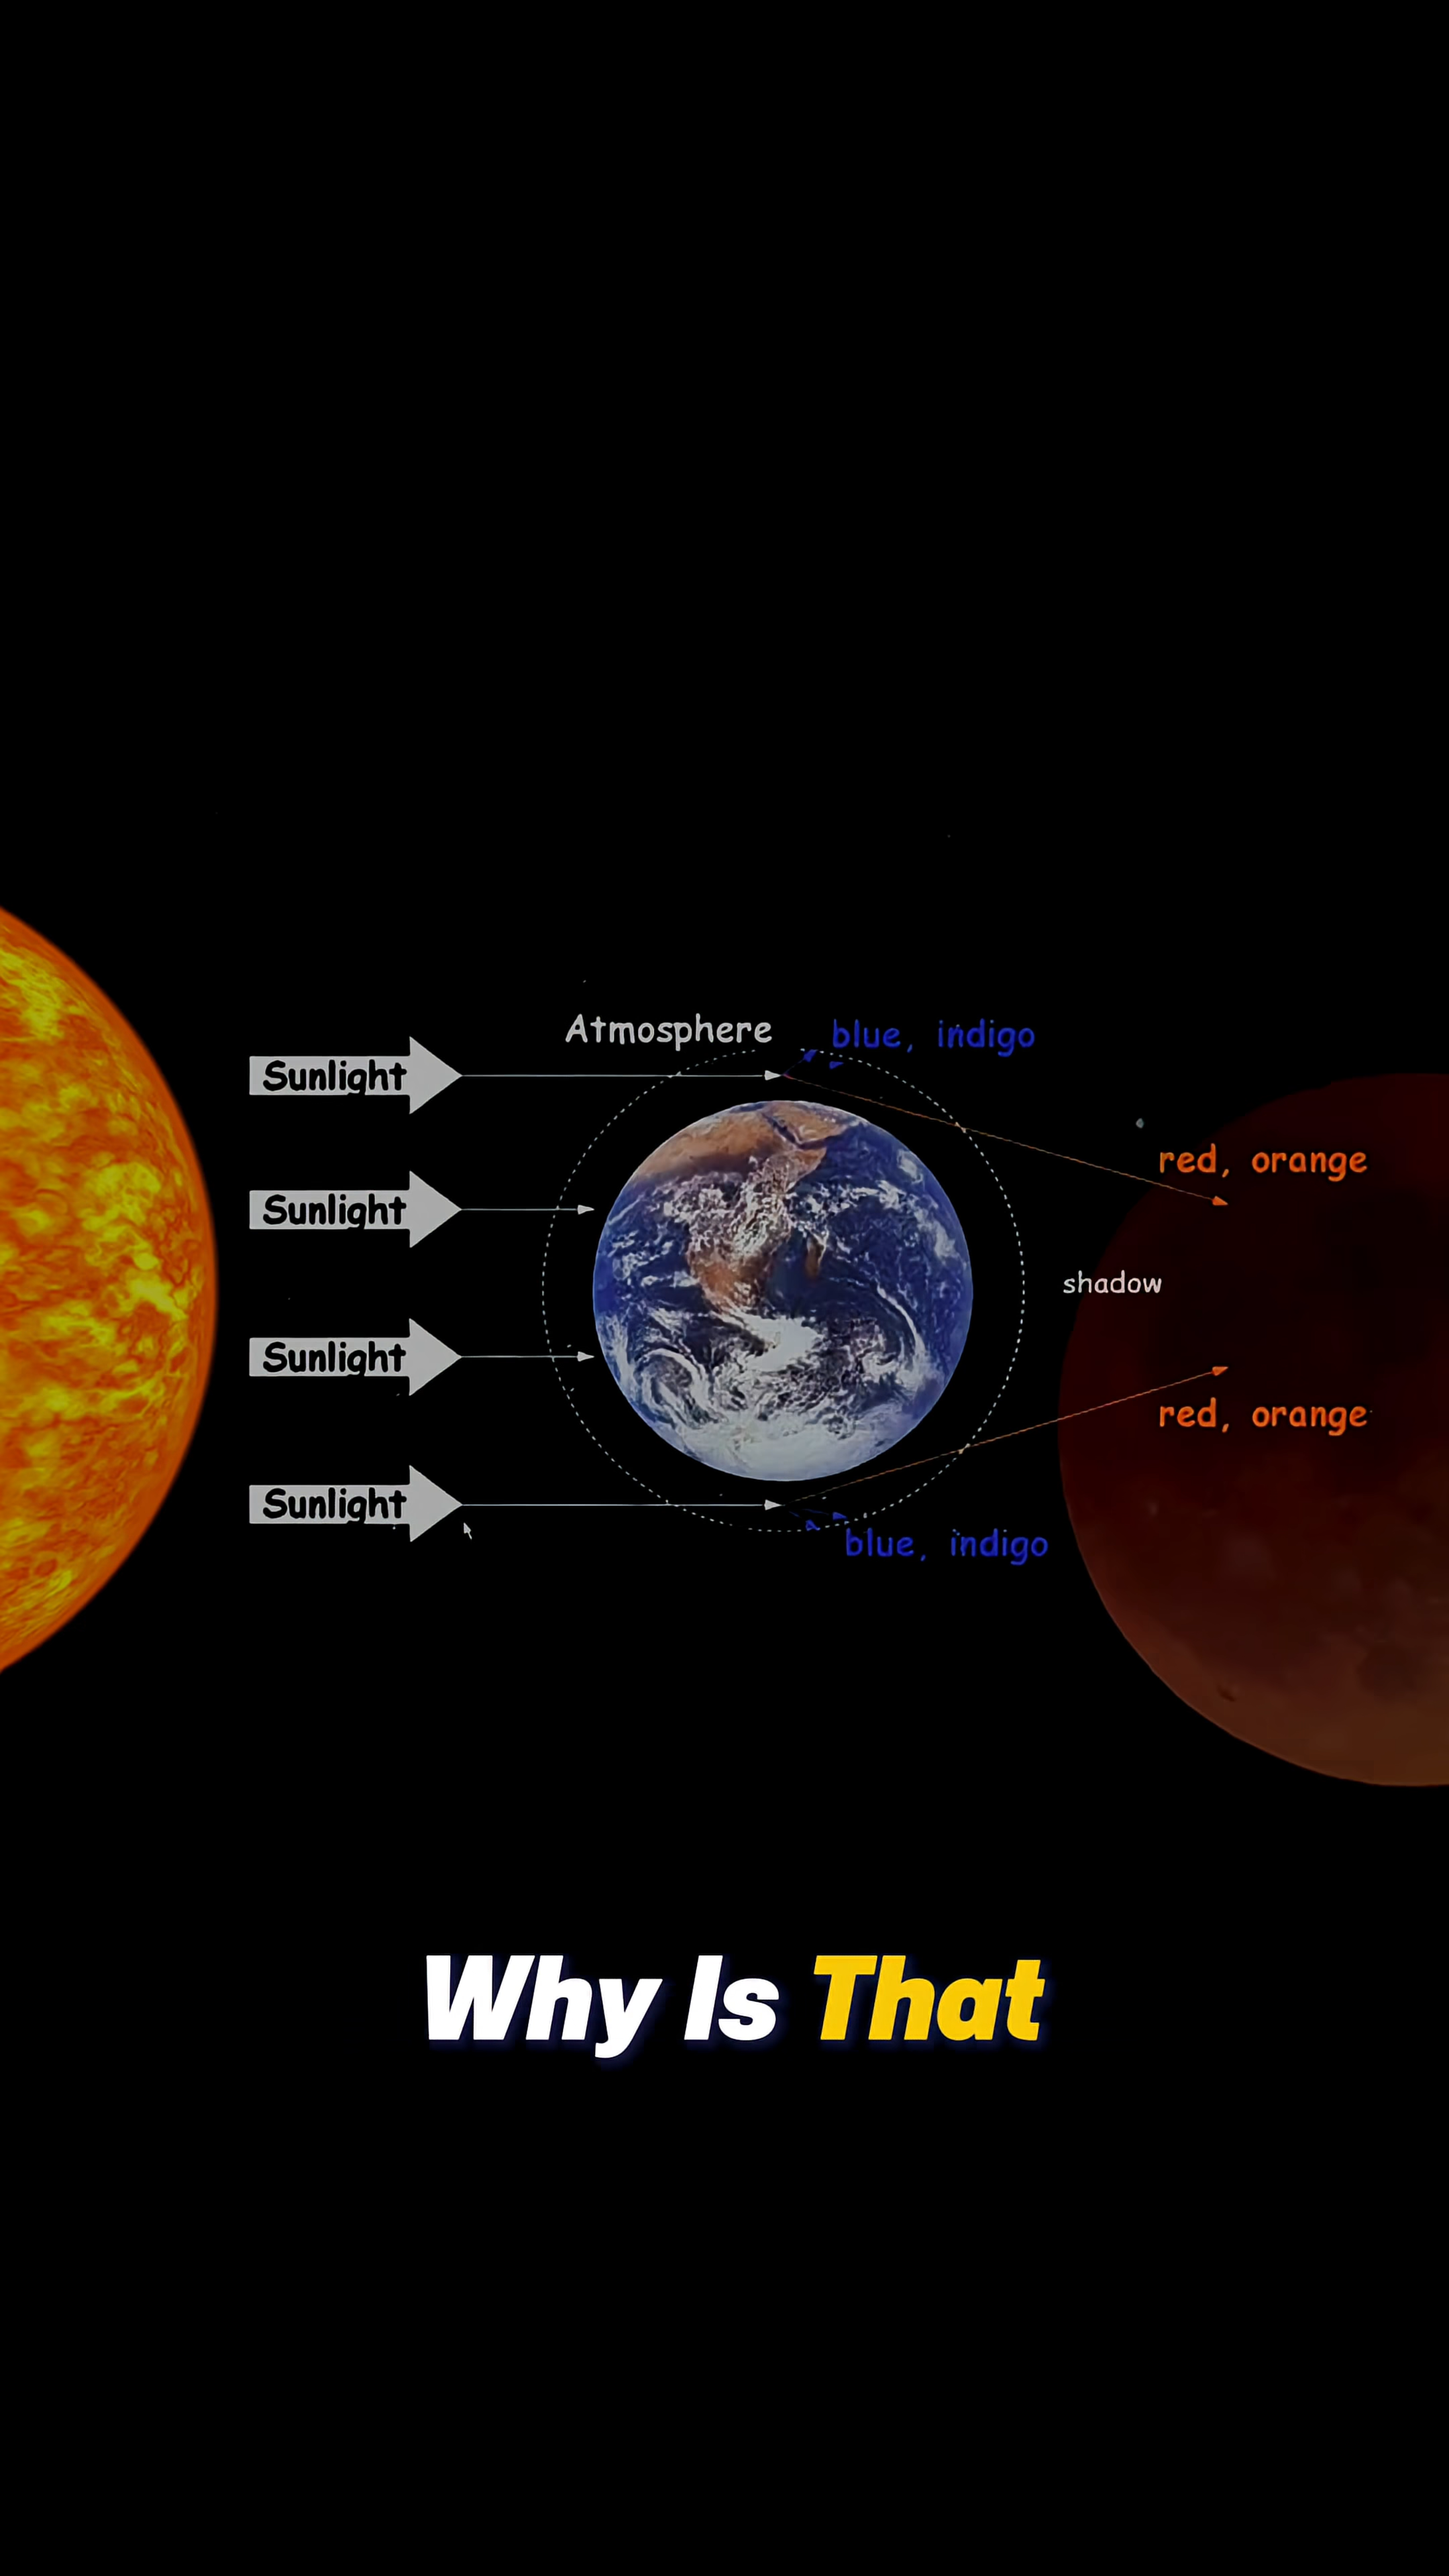 Atmosphere
blue, indigo
Sunlight
red, orange
Sunlight
shadow
Sunlight
red, orange
Sunlight
blue, indigo
Why Is That